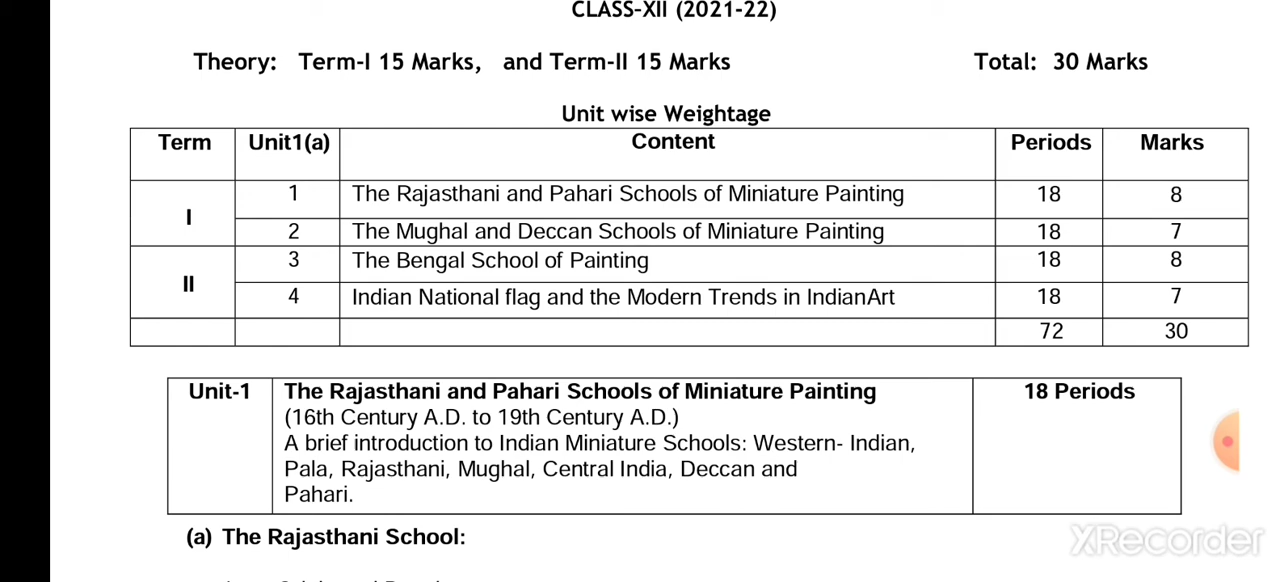 CLASS–XII (2021-22)
Theory: Term-I 15 Marks, and Term-II 15 Marks Total: 30 Marks
Unit wise Weightage
Term Unit1(a) Content Periods Marks
I 1 The Rajasthani and Pahari Schools of Miniature Painting 18 8
2 The Mughal and Deccan Schools of Miniature Painting 18 7
II 3 The Bengal School of Painting 18 8
4 Indian National flag and the Modern Trends in IndianArt 18 7
72 30
Unit-1 The Rajasthani and Pahari Schools of Miniature Painting 18 Periods
(16th Century A.D. to 19th Century A.D.)
A brief introduction to Indian Miniature Schools: Western- Indian,
Pala, Rajasthani, Mughal, Central India, Deccan and
Pahari.
(a) The Rajasthani School:
XRecorder